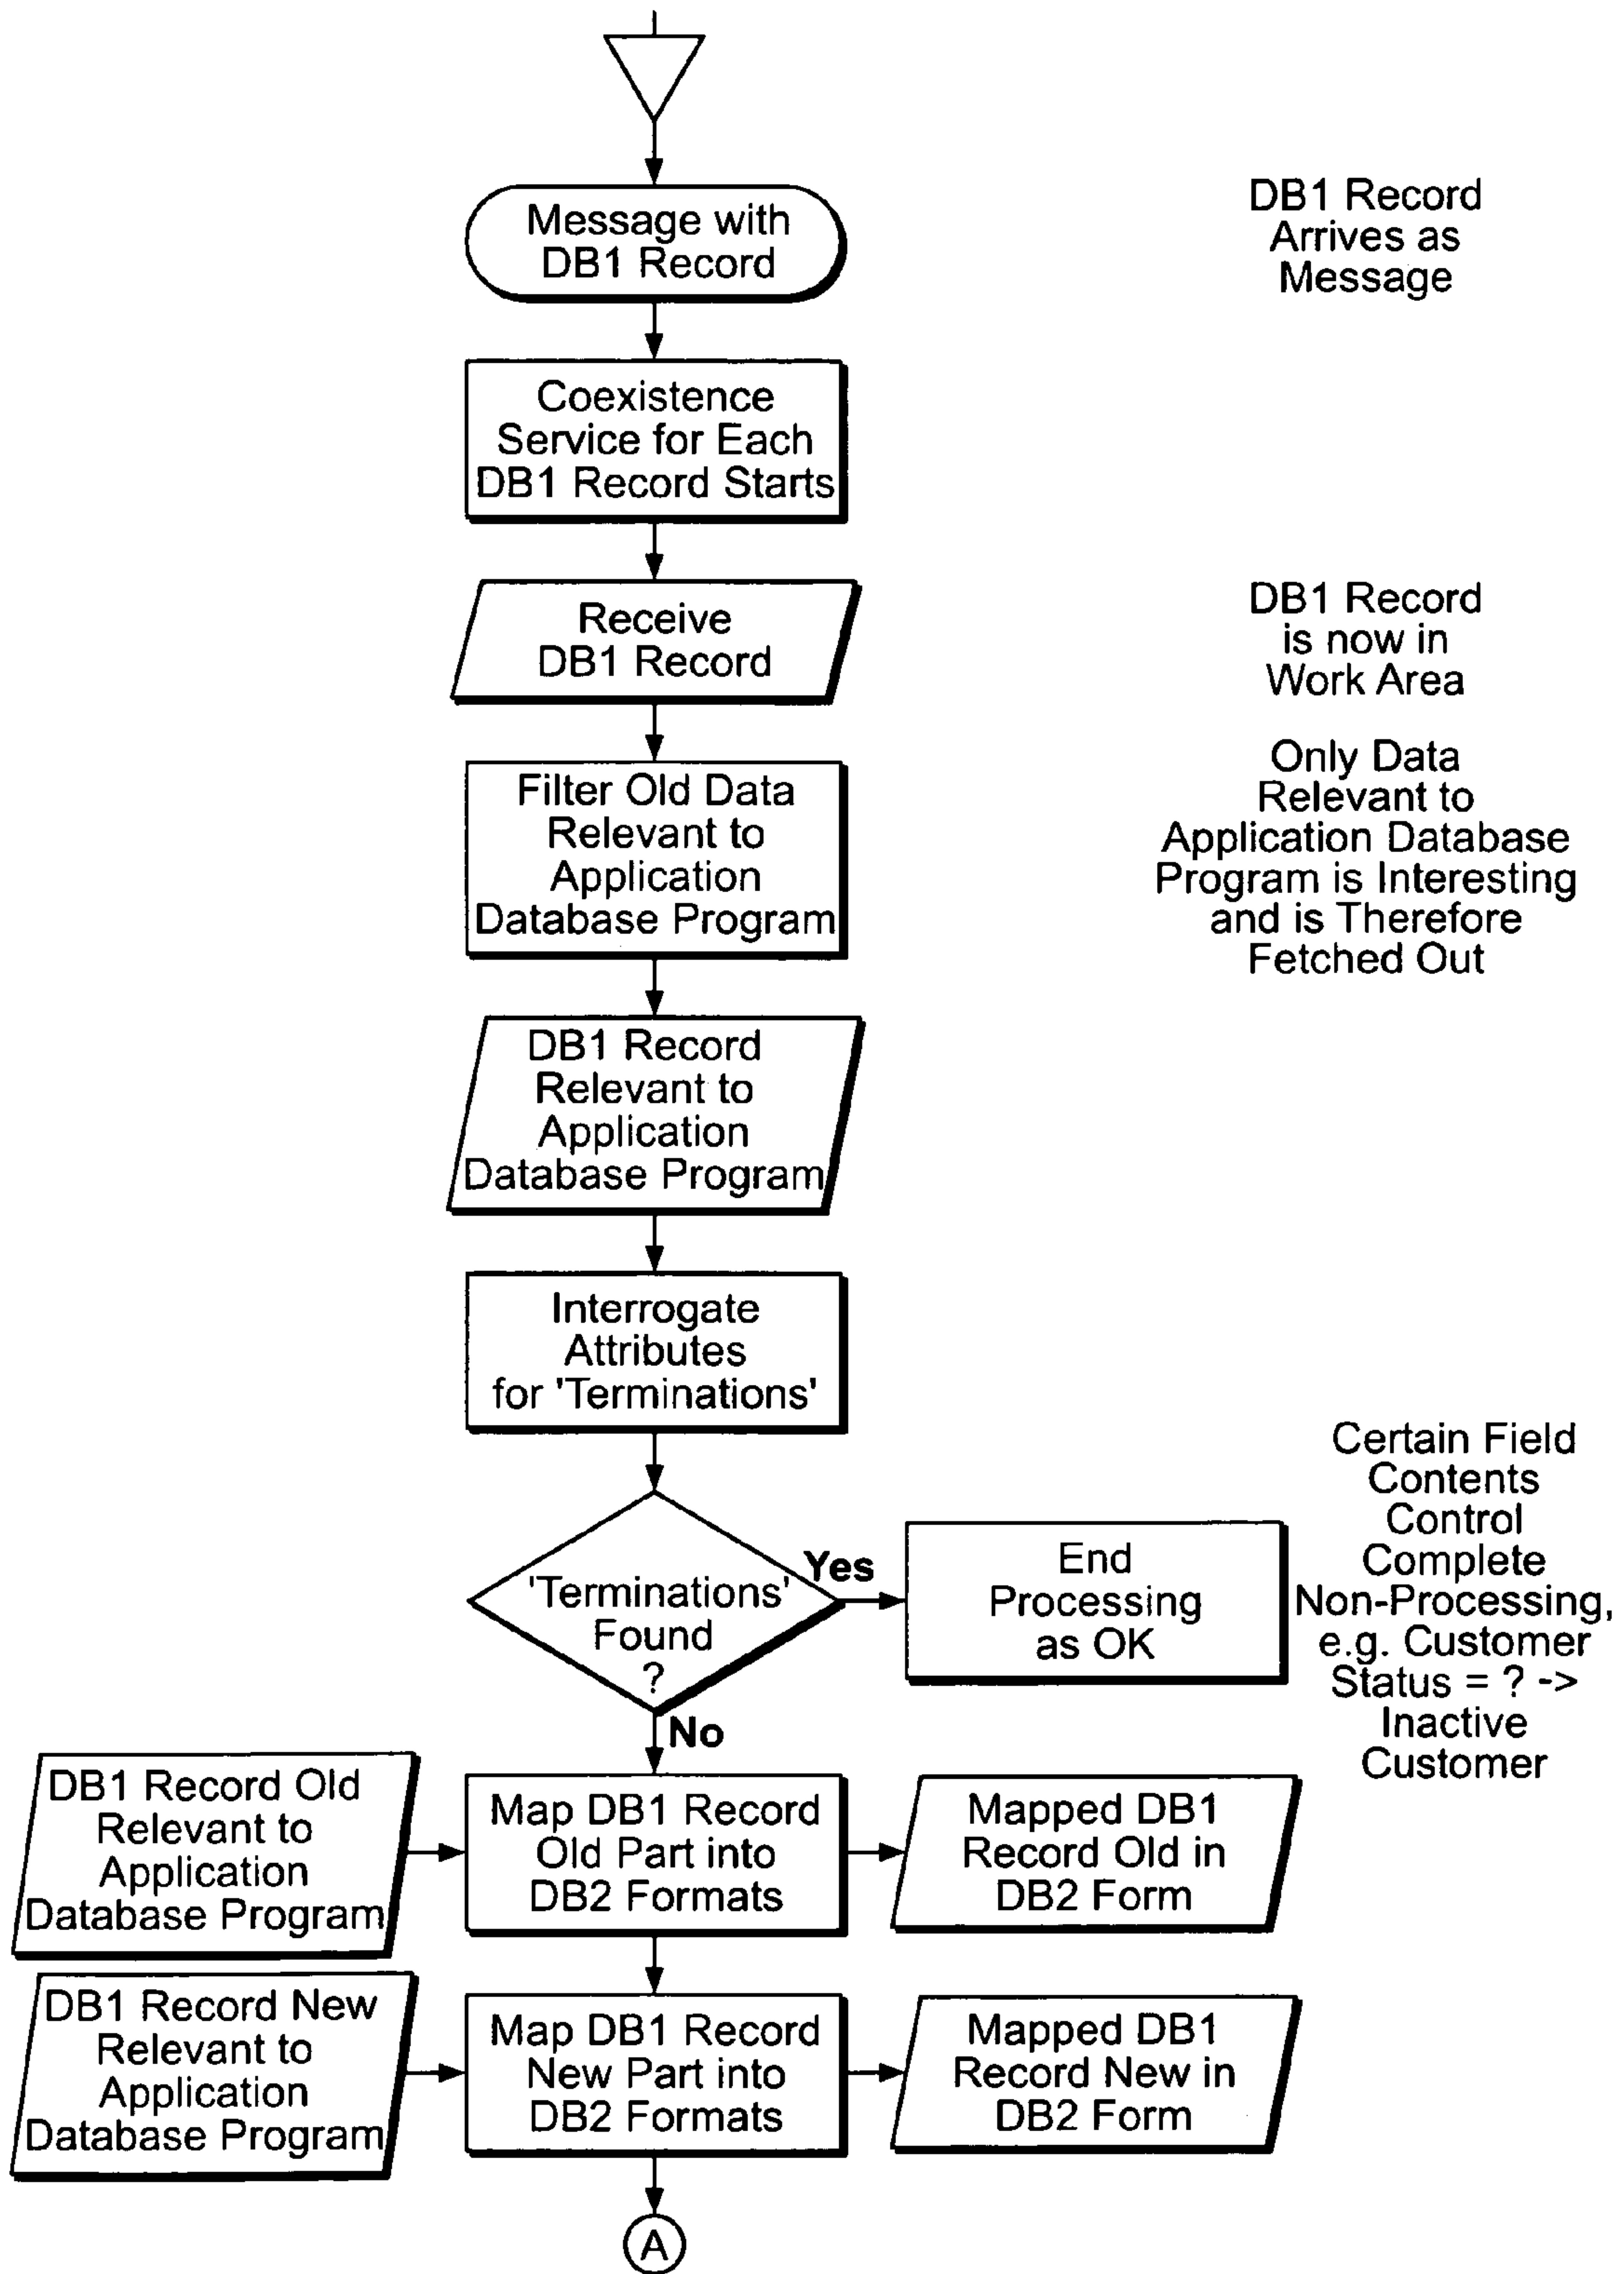 Message with
DB1 Record
DB1 Record
Arrives as
Message
Coexistence
Service for Each
DB1 Record Starts
Receive
DB1 Record
DB1 Record
is now in
Work Area
Filter Old Data
Relevant to
Application
Database Program
Only Data
Relevant to
Application Database
Program is Interesting
and is Therefore
Fetched Out
DB1 Record
Relevant to
Application
Database Program
Interrogate
Attributes
for 'Terminations'
'Terminations'
Found
?
Yes
End
Processing
as OK
Certain Field
Contents
Control
Complete
Non-Processing,
e.g. Customer
Status = ? ->
Inactive
Customer
No
DB1 Record Old
Relevant to
Application
Database Program
Map DB1 Record
Old Part into
DB2 Formats
Mapped DB1
Record Old in
DB2 Form
DB1 Record New
Relevant to
Application
Database Program
Map DB1 Record
New Part into
DB2 Formats
Mapped DB1
Record New in
DB2 Form
A